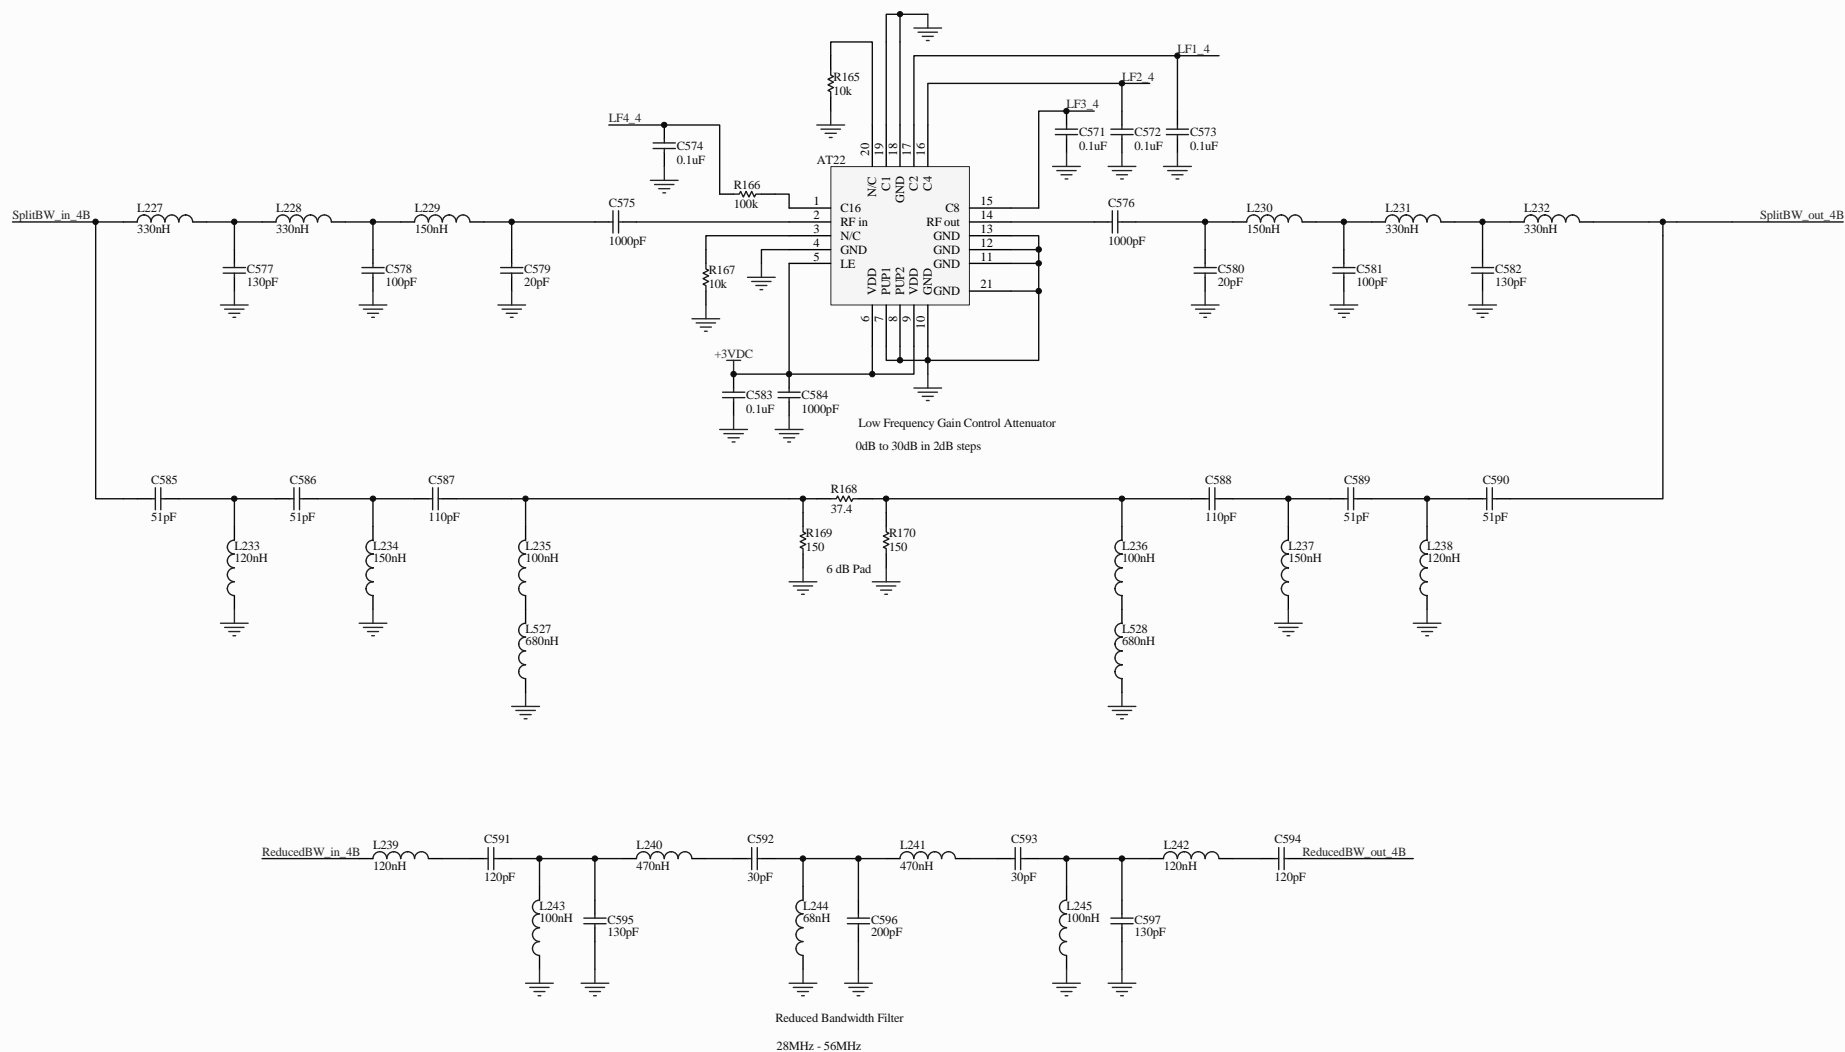 LF1_4
R165
10k
LF2_4
LF3_4
LF4_4
C574
0.1uF
C571
0.1uF
C572
0.1uF
C573
0.1uF
20
19
18
17
16
AT22
N/C
C1
GND
C2
C4
R166
100k
1
C16
2
RF in
3
N/C
4
GND
5
LE
C8
15
RF out
14
GND
13
GND
12
GND
11
GND
21
VDD
PUP1
PUP2
VDD
GND
6
7
8
9
10
SplitBW_in_4B
L227
330nH
L228
330nH
L229
150nH
C575
1000pF
C576
1000pF
L230
150nH
L231
330nH
L232
330nH
SplitBW_out_4B
C577
130pF
C578
100pF
C579
20pF
R167
10k
C580
20pF
C581
100pF
C582
130pF
+3VDC
C583
0.1uF
C584
1000pF
Low Frequency Gain Control Attenuator
0dB to 30dB in 2dB steps
C585
51pF
C586
51pF
C587
110pF
R168
37.4
C588
110pF
C589
51pF
C590
51pF
L233
120nH
L234
150nH
L235
100nH
R169
150
R170
150
6 dB Pad
L236
100nH
L237
150nH
L238
120nH
L527
680nH
L528
680nH
ReducedBW_in_4B
L239
120nH
C591
120pF
L240
470nH
C592
30pF
L241
470nH
C593
30pF
L242
120nH
C594
120pF
ReducedBW_out_4B
L243
100nH
C595
130pF
L244
68nH
C596
200pF
L245
100nH
C597
130pF
Reduced Bandwidth Filter
28MHz - 56MHz